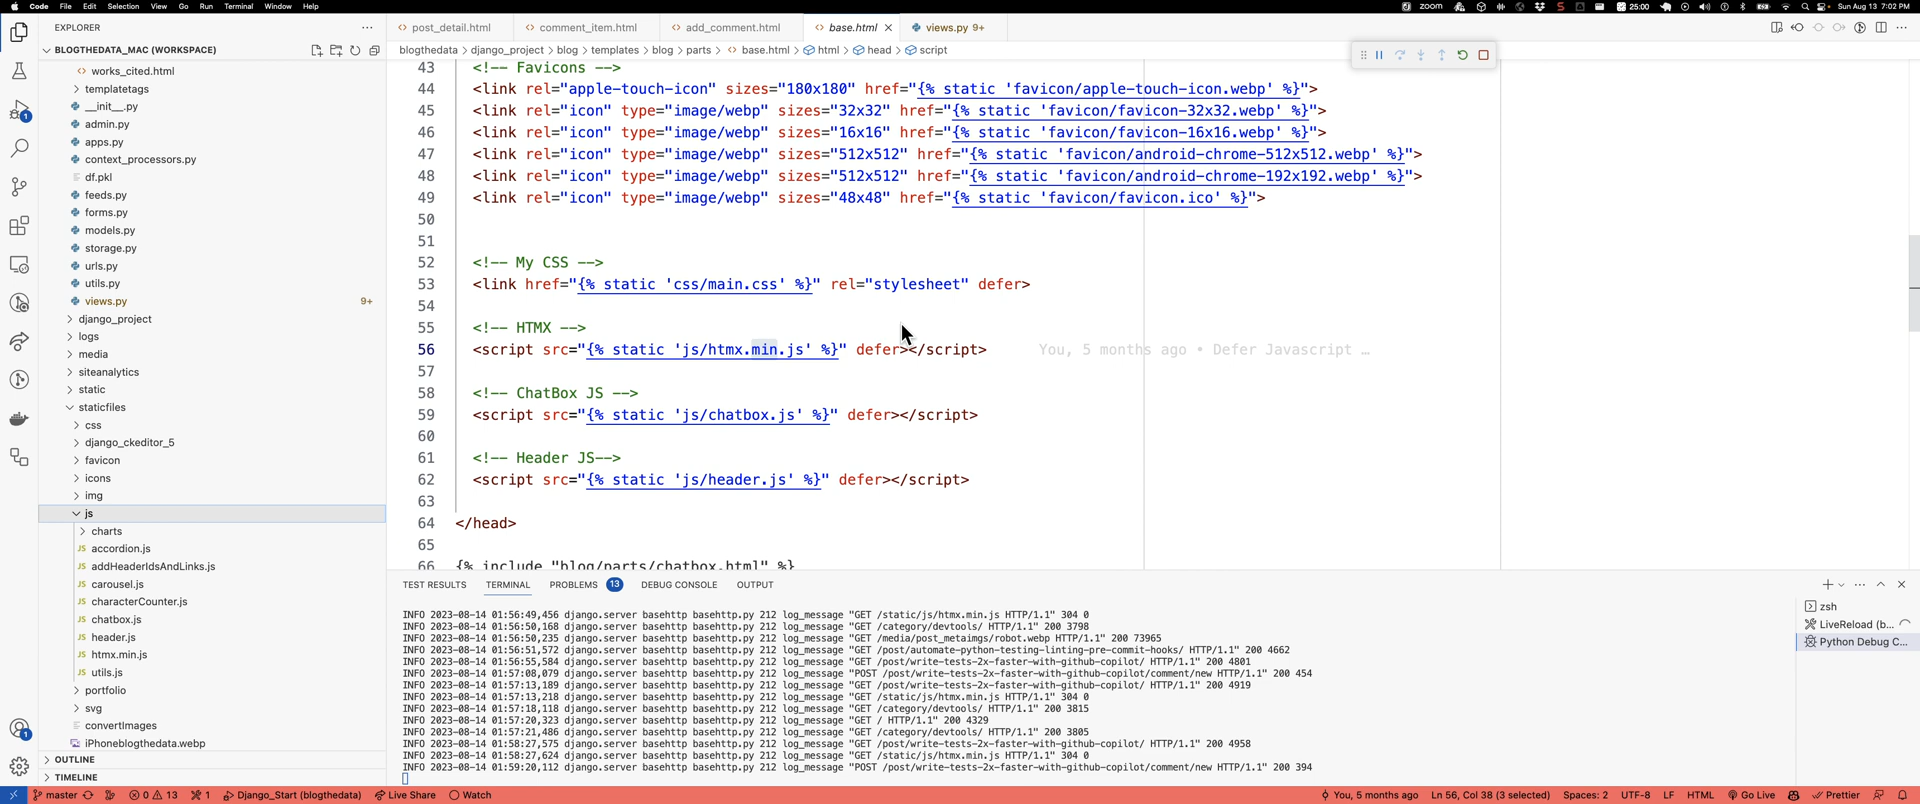 Code File Edit Selection View Go Run Terminal Window Help
zoom 25:00 Sun Aug 13 7:02 PM
EXPLORER
BLOGTHEDATA_MAC (WORKSPACE)
works_cited.html
templatetags
__init__.py
admin.py
apps.py
context_processors.py
df.pkl
feeds.py
forms.py
models.py
storage.py
urls.py
utils.py
views.py 9+
django_project
logs
media
siteanalytics
static
staticfiles
css
django_ckeditor_5
favicon
icons
img
js
charts
JS accordion.js
JS addHeaderIdsAndLinks.js
JS carousel.js
JS characterCounter.js
JS chatbox.js
JS header.js
JS htmx.min.js
JS utils.js
portfolio
svg
convertImages
iPhoneblogthedata.webp
OUTLINE
TIMELINE
post_detail.html comment_item.html add_comment.html base.html views.py 9+
blogthedata > django_project > blog > templates > blog > parts > base.html > html > head > script
43 <!-- Favicons -->
44 <link rel="apple-touch-icon" sizes="180x180" href="{% static 'favicon/apple-touch-icon.webp' %}">
45 <link rel="icon" type="image/webp" sizes="32x32" href="{% static 'favicon/favicon-32x32.webp' %}">
46 <link rel="icon" type="image/webp" sizes="16x16" href="{% static 'favicon/favicon-16x16.webp' %}">
47 <link rel="icon" type="image/webp" sizes="512x512" href="{% static 'favicon/android-chrome-512x512.webp' %}">
48 <link rel="icon" type="image/webp" sizes="512x512" href="{% static 'favicon/android-chrome-192x192.webp' %}">
49 <link rel="icon" type="image/webp" sizes="48x48" href="{% static 'favicon/favicon.ico' %}">
50
51
52 <!-- My CSS -->
53 <link href="{% static 'css/main.css' %}" rel="stylesheet" defer>
54
55 <!-- HTMX -->
56 <script src="{% static 'js/htmx.min.js' %}" defer></script> You, 5 months ago • Defer Javascript …
57
58 <!-- ChatBox JS -->
59 <script src="{% static 'js/chatbox.js' %}" defer></script>
60
61 <!-- Header JS-->
62 <script src="{% static 'js/header.js' %}" defer></script>
63
64 </head>
65
66 {% include "blog/parts/chatbox.html" %}
TEST RESULTS TERMINAL PROBLEMS 13 DEBUG CONSOLE OUTPUT
INFO 2023-08-14 01:56:49,456 django.server basehttp basehttp.py 212 log_message "GET /static/js/htmx.min.js HTTP/1.1" 304 0
INFO 2023-08-14 01:56:50,168 django.server basehttp basehttp.py 212 log_message "GET /category/devtools/ HTTP/1.1" 200 3798
INFO 2023-08-14 01:56:50,235 django.server basehttp basehttp.py 212 log_message "GET /media/post_metaimgs/robot.webp HTTP/1.1" 200 73965
INFO 2023-08-14 01:56:51,572 django.server basehttp basehttp.py 212 log_message "GET /post/automate-python-testing-linting-pre-commit-hooks/ HTTP/1.1" 200 4662
INFO 2023-08-14 01:56:55,584 django.server basehttp basehttp.py 212 log_message "GET /post/write-tests-2x-faster-with-github-copilot/ HTTP/1.1" 200 4801
INFO 2023-08-14 01:57:08,079 django.server basehttp basehttp.py 212 log_message "POST /post/write-tests-2x-faster-with-github-copilot/comment/new HTTP/1.1" 200 454
INFO 2023-08-14 01:57:13,189 django.server basehttp basehttp.py 212 log_message "GET /post/write-tests-2x-faster-with-github-copilot/ HTTP/1.1" 200 4919
INFO 2023-08-14 01:57:13,218 django.server basehttp basehttp.py 212 log_message "GET /static/js/htmx.min.js HTTP/1.1" 304 0
INFO 2023-08-14 01:57:18,118 django.server basehttp basehttp.py 212 log_message "GET /category/devtools/ HTTP/1.1" 200 3815
INFO 2023-08-14 01:57:20,323 django.server basehttp basehttp.py 212 log_message "GET / HTTP/1.1" 200 4329
INFO 2023-08-14 01:57:21,486 django.server basehttp basehttp.py 212 log_message "GET /category/devtools/ HTTP/1.1" 200 3805
INFO 2023-08-14 01:58:27,575 django.server basehttp basehttp.py 212 log_message "GET /post/write-tests-2x-faster-with-github-copilot/ HTTP/1.1" 200 4958
INFO 2023-08-14 01:58:27,624 django.server basehttp basehttp.py 212 log_message "GET /static/js/htmx.min.js HTTP/1.1" 304 0
INFO 2023-08-14 01:59:20,112 django.server basehttp basehttp.py 212 log_message "POST /post/write-tests-2x-faster-with-github-copilot/comment/new HTTP/1.1" 200 394
zsh
LiveReload (b...
Python Debug C...
master 0 13 1 Django_Start (blogthedata) Live Share Watch
You, 5 months ago Ln 56, Col 38 (3 selected) Spaces: 2 UTF-8 LF HTML Go Live Prettier